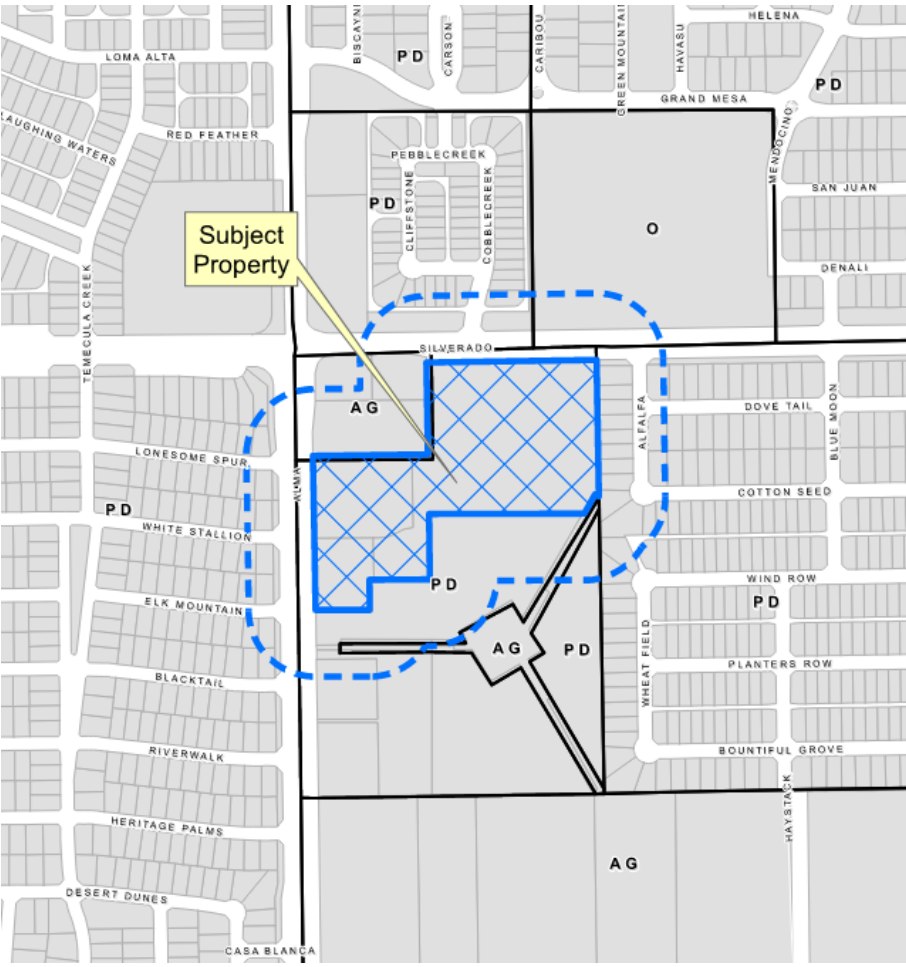 HELENA
BISCAYNE
CARSON
CARIBOU
GREEN MOUNTAIN
HAVASU
PD
LOMA ALTA
PD
GRAND MESA
LAUGHING WATERS
RED FEATHER
MENDOCINO
PEBBLECREEK
SAN JUAN
PD
CLIFFSTONE
COBBLECREEK
O
Subject
Property
DENALI
TEMECULA CREEK
SILVERADO
AG
ALFALFA
DOVE TAIL
BLUE MOON
LONESOME SPUR
ALMA
COTTON SEED
PD
WHITE STALLION
PD
WIND ROW
ELK MOUNTAIN
PD
AG
PD
WHEAT FIELD
PLANTERS ROW
BLACKTAIL
RIVERWALK
BOUNTIFUL GROVE
HAYSTACK
HERITAGE PALMS
AG
DESERT DUNES
CASA BLANCA